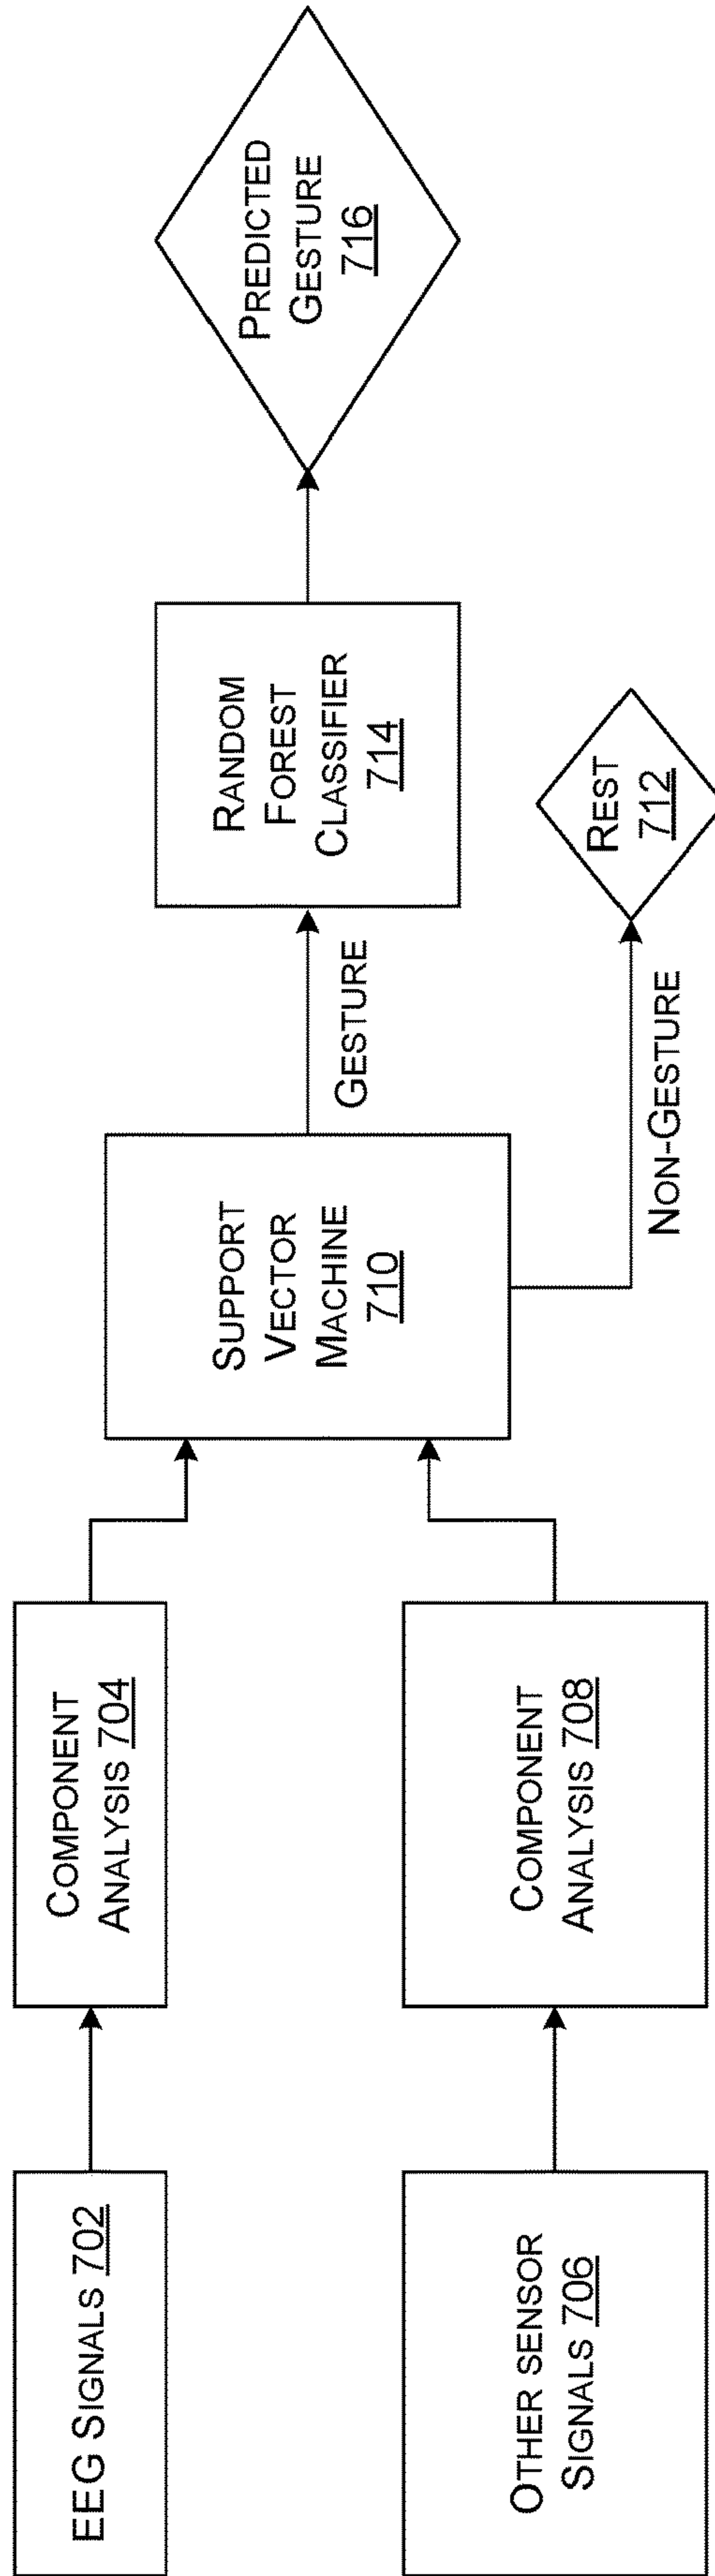 EEG SIGNALS 702
COMPONENT
ANALYSIS 704
OTHER SENSOR
SIGNALS 706
COMPONENT
ANALYSIS 708
SUPPORT
VECTOR
MACHINE
710
GESTURE
NON-GESTURE
RANDOM
FOREST
CLASSIFIER
714
REST
712
PREDICTED
GESTURE
716